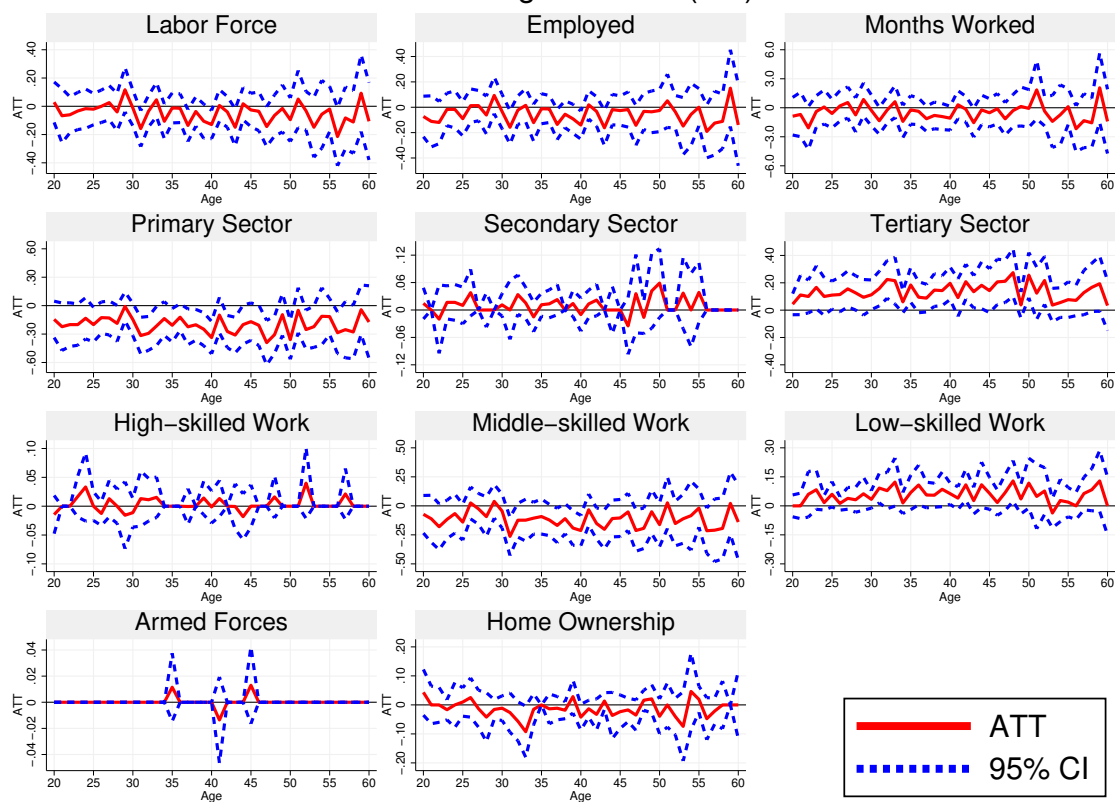 Labor Force
ATT
.40
.20
0
−.20
−.40
20 25 30 35 40 45 50 55 60
Age
Employed
ATT
.40
.20
0
−.20
−.40
20 25 30 35 40 45 50 55 60
Age
Months Worked
ATT
6.0
3.0
0
−3.0
−6.0
20 25 30 35 40 45 50 55 60
Age
Primary Sector
ATT
.60
.30
0
−.30
−.60
20 25 30 35 40 45 50 55 60
Age
Secondary Sector
ATT
.12
.06
0
−.06
−.12
20 25 30 35 40 45 50 55 60
Age
Tertiary Sector
ATT
.40
.20
0
−.20
−.40
20 25 30 35 40 45 50 55 60
Age
High−skilled Work
ATT
.10
.05
0
−.05
−.10
20 25 30 35 40 45 50 55 60
Age
Middle−skilled Work
ATT
.50
.25
0
−.25
−.50
20 25 30 35 40 45 50 55 60
Age
Low−skilled Work
ATT
.30
.15
0
−.15
−.30
20 25 30 35 40 45 50 55 60
Age
Armed Forces
ATT
.04
.02
0
−.02
−.04
20 25 30 35 40 45 50 55 60
Age
Home Ownership
ATT
.20
.10
0
−.10
−.20
20 25 30 35 40 45 50 55 60
Age
ATT
95% CI